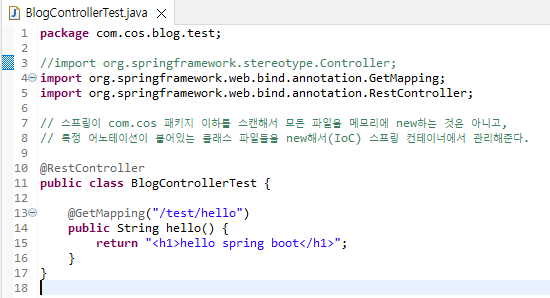 BlogControllerTest.java
1 package com.cos.blog.test;
2
3 //import org.springframework.stereotype.Controller;
4 import org.springframework.web.bind.annotation.GetMapping;
5 import org.springframework.web.bind.annotation.RestController;
6
7 // 스프링이 com.cos 패키지 이하를 스캔해서 모든 파일을 메모리에 new하는 것은 아니고,
8 // 특정 어노테이션이 붙어있는 클래스 파일들을 new해서(IoC) 스프링 컨테이너에서 관리해준다.
9
10 @RestController
11 public class BlogControllerTest {
12
13 @GetMapping("/test/hello")
14 public String hello() {
15 return "<h1>hello spring boot</h1>";
16 }
17 }
18